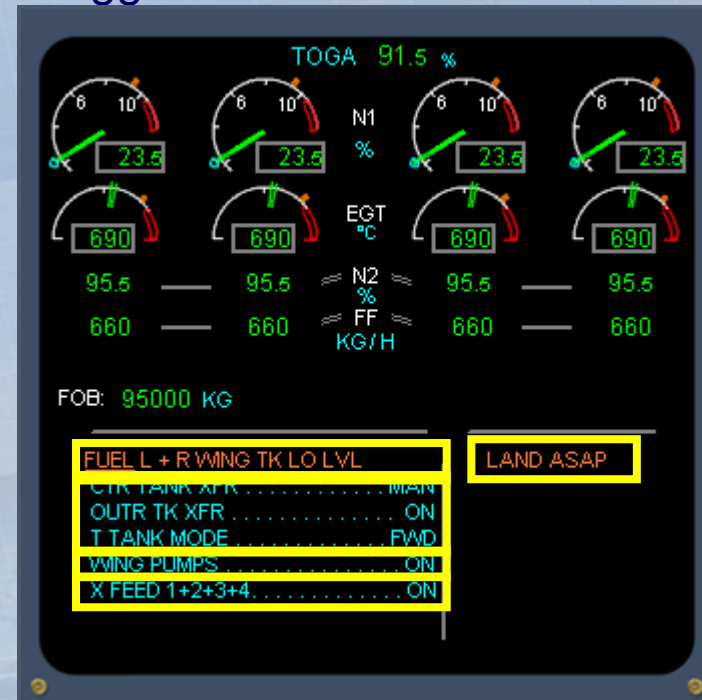 gg
TOGA 91.5 %
6 10 6 10 N1 6 10 6 10
23.5 23.5 % 23.5 23.5
EGT
690 690 °C 690 690
95.5 95.5 N2 95.5 95.5
%
660 660 FF 660 660
KG/H
FOB: 95000 KG
FUEL L + R WING TK LO LVL LAND ASAP
CTR TANK XFR . . . . . . . . . . . . MAN
OUTR TK XFR . . . . . . . . . . . . . . ON
T TANK MODE . . . . . . . . . . . . . FWD
WING PUMPS . . . . . . . . . . . . . . . ON
X FEED 1+2+3+4. . . . . . . . . . . . . ON